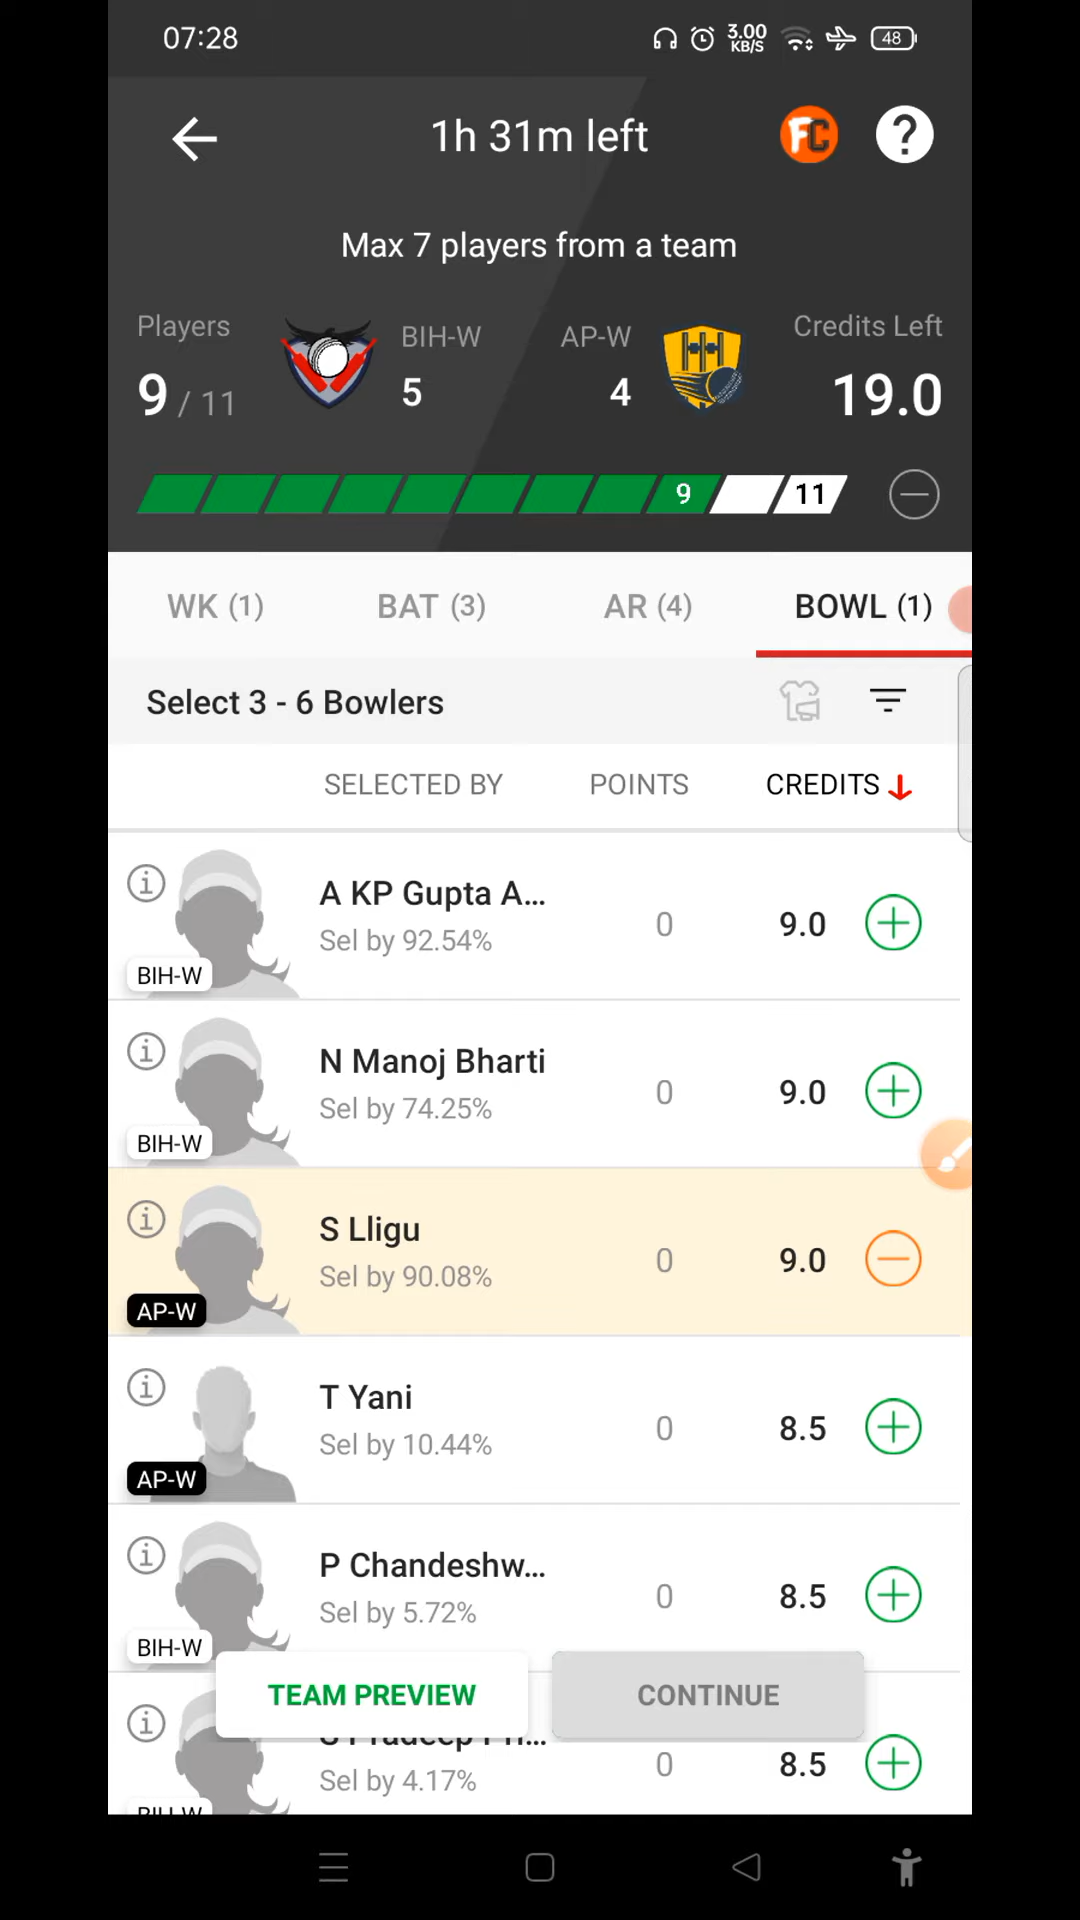 07:28
3.00
KB/S
48
1h 31m left
FC
?
Max 7 players from a team
Players
BIH-W
AP-W
Credits Left
9 / 11
5
4
19.0
9
11
WK (1)
BAT (3)
AR (4)
BOWL (1)
Select 3 - 6 Bowlers
SELECTED BY
POINTS
CREDITS
A KP Gupta A...
Sel by 92.54%
0
9.0
BIH-W
N Manoj Bharti
Sel by 74.25%
0
9.0
BIH-W
S Lligu
Sel by 90.08%
0
9.0
AP-W
T Yani
Sel by 10.44%
0
8.5
AP-W
P Chandeshw...
Sel by 5.72%
0
8.5
BIH-W
TEAM PREVIEW
CONTINUE
Sel by 4.17%
0
8.5